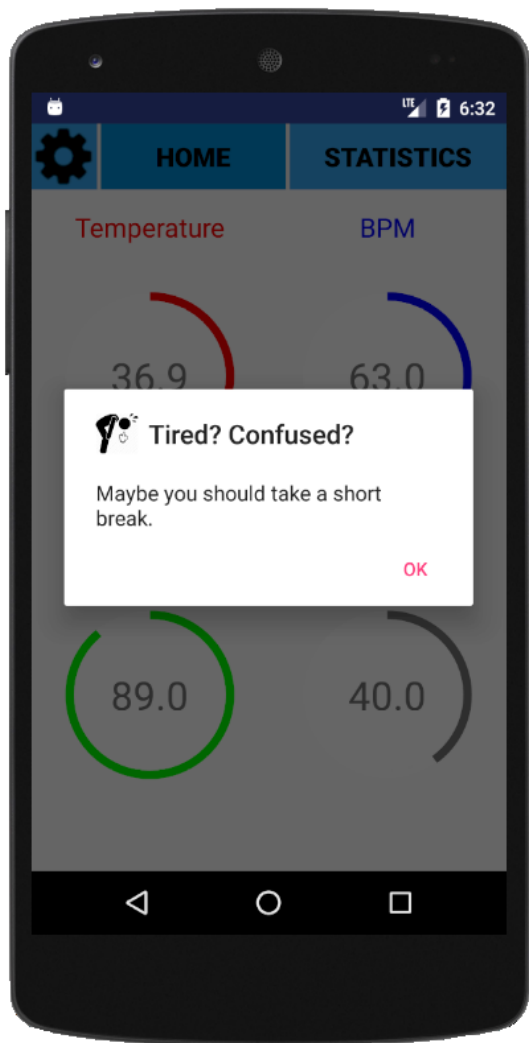 LTE 6:32
HOME STATISTICS
Temperature BPM
36.9 63.0
Tired? Confused?
Maybe you should take a short
break.
OK
89.0 40.0